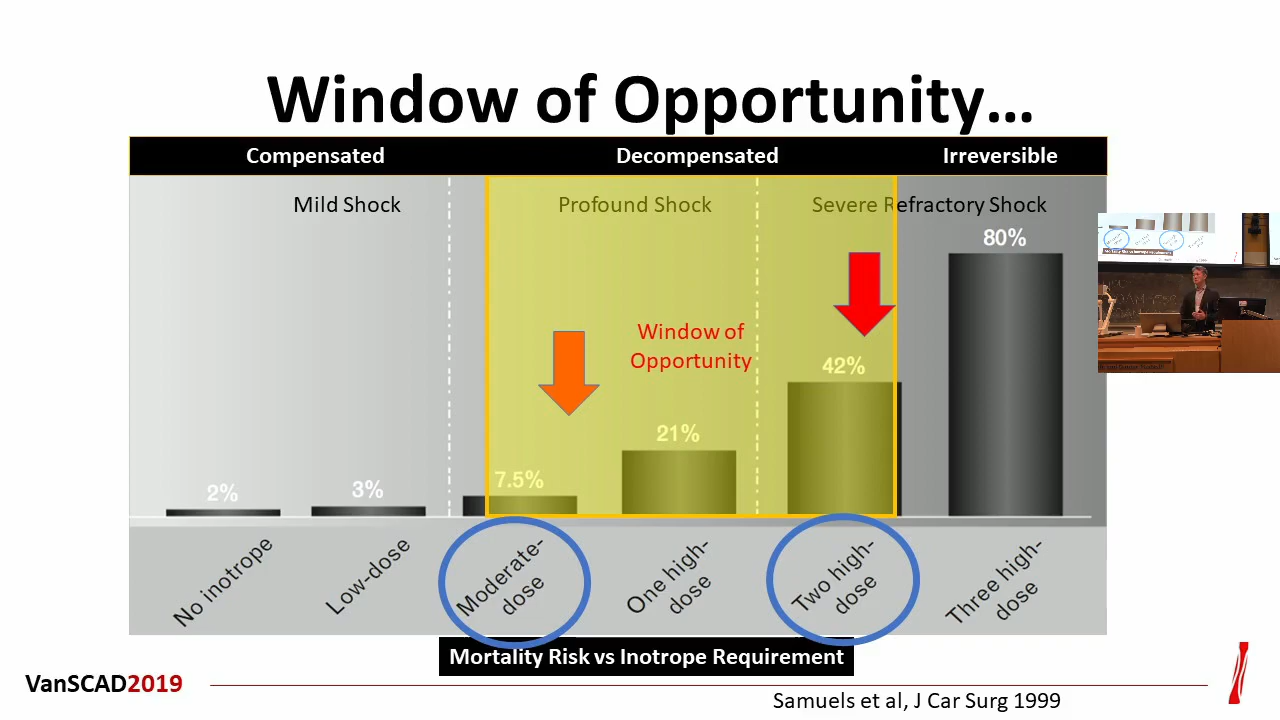 Window of Opportunity...
Compensated
Decompensated
Irreversible
Mild Shock
Profound Shock
Severe Refractory Shock
80%
Window of
Opportunity
42%
21%
7.5%
3%
2%
No inotrope
Low-dose
Moderate-
dose
One high-
dose
Two high-
dose
Three high-
dose
Mortality Risk vs Inotrope Requirement
VanSCAD2019
Samuels et al, J Car Surg 1999